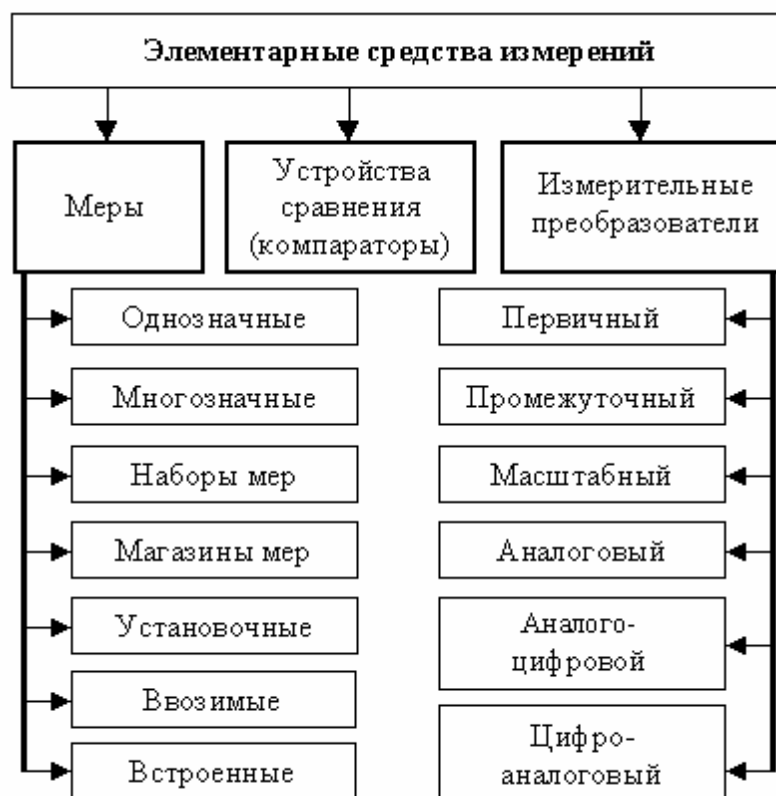 Элементарные средства измерений
Меры
Устройства
сравнения
(компараторы)
Измерительные
преобразователи
Однозначные
Многозначные
Наборы мер
Магазины мер
Установочные
Ввозимые
Встроенные
Первичный
Промежуточный
Масштабный
Аналоговый
Аналого-
цифровой
Цифро-
аналоговый